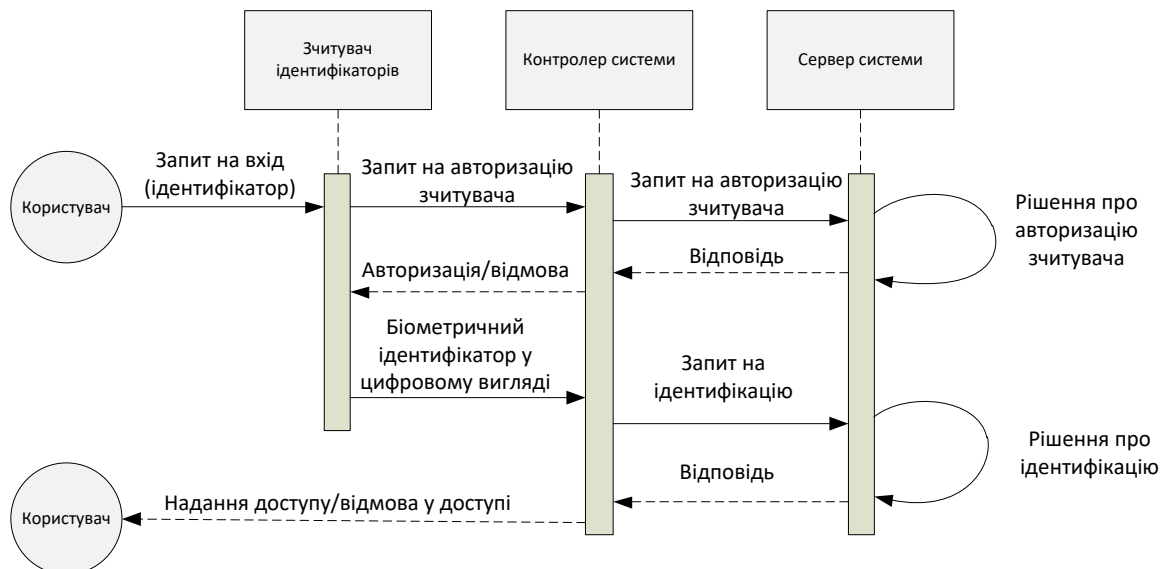 Зчитувач
ідентифікаторів
Контролер системи
Сервер системи
Користувач
Запит на вхід
(ідентифікатор)
Запит на авторизацію
зчитувача
Запит на авторизацію
зчитувача
Рішення про
авторизацію
зчитувача
Відповідь
Авторизація/відмова
Біометричний
ідентифікатор у
цифровому вигляді
Запит на
ідентифікацію
Рішення про
ідентифікацію
Відповідь
Надання доступу/відмова у доступі
Користувач